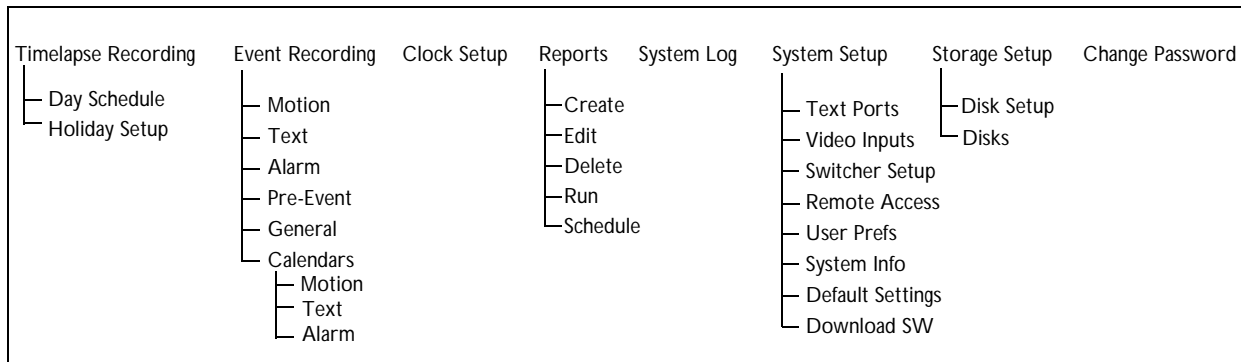 Timelapse Recording
Day Schedule
Holiday Setup
Event Recording
Motion
Text
Alarm
Pre-Event
General
Calendars
Motion
Text
Alarm
Clock Setup
Reports
Create
Edit
Delete
Run
Schedule
System Log
System Setup
Text Ports
Video Inputs
Switcher Setup
Remote Access
User Prefs
System Info
Default Settings
Download SW
Storage Setup
Disk Setup
Disks
Change Password